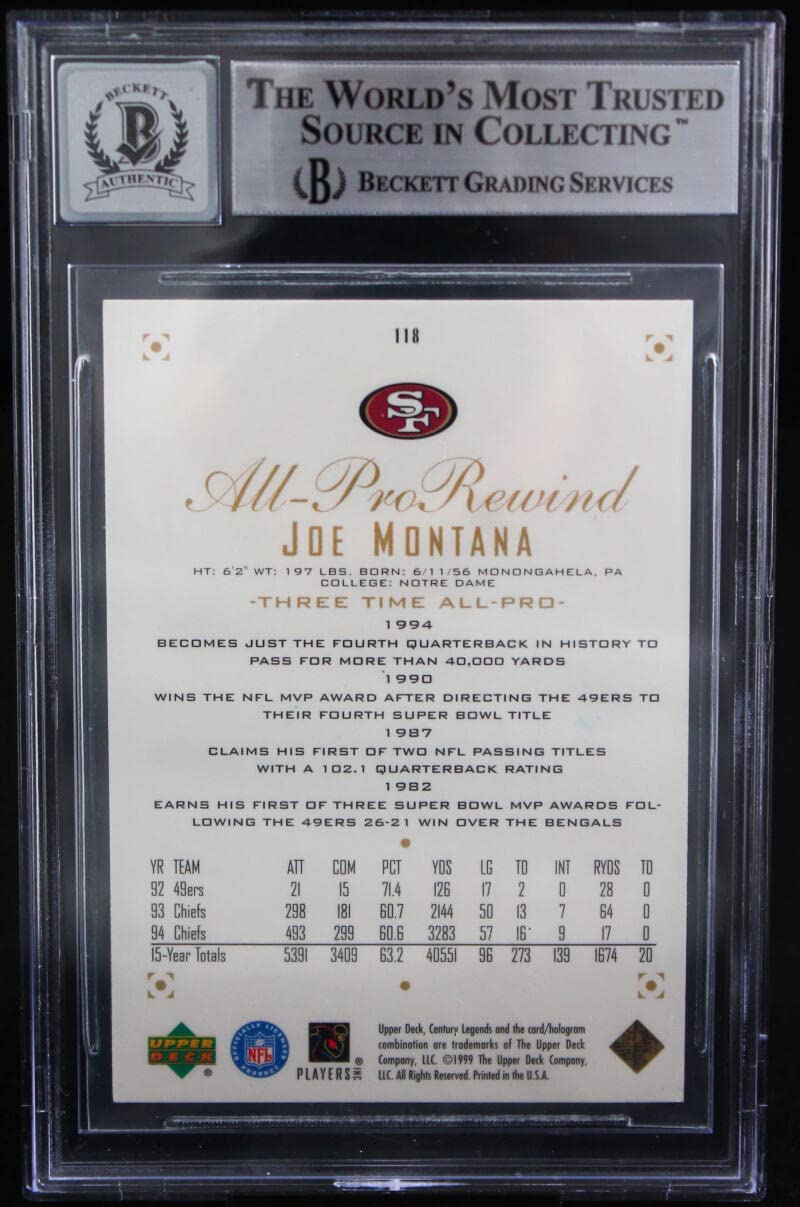 BECKETT
B
AUTHENTIC
THE WORLD'S MOST TRUSTED
SOURCE IN COLLECTING™
(B) BECKETT GRADING SERVICES
118
SF
All-Pro Rewind
JOE MONTANA
HT: 6'2" WT: 197 LBS. BORN: 6/11/56 MONONGAHELA, PA
COLLEGE: NOTRE DAME
-THREE TIME ALL-PRO-
1994
BECOMES JUST THE FOURTH QUARTERBACK IN HISTORY TO
PASS FOR MORE THAN 40,000 YARDS
1990
WINS THE NFL MVP AWARD AFTER DIRECTING THE 49ERS TO
THEIR FOURTH SUPER BOWL TITLE
1987
CLAIMS HIS FIRST OF TWO NFL PASSING TITLES
WITH A 102.1 QUARTERBACK RATING
1982
EARNS HIS FIRST OF THREE SUPER BOWL MVP AWARDS FOL-
LOWING THE 49ERS 26-21 WIN OVER THE BENGALS
YR TEAM ATT COM PCT YDS LG TD INT RYDS TD
92 49ers 21 15 71.4 126 17 2 0 28 0
93 Chiefs 298 181 60.7 2144 50 13 7 64 0
94 Chiefs 493 299 60.6 3283 57 16 9 17 0
15-Year Totals 5391 3409 63.2 40551 96 273 139 1674 20
UPPER
DECK ®
OFFICIALLY LICENSED
NFL
PRODUCT
PLAYERS INC ®
Upper Deck, Century Legends and the card/hologram
combination are trademarks of The Upper Deck
Company, LLC. ©1999 The Upper Deck Company,
LLC. All Rights Reserved. Printed in the U.S.A.